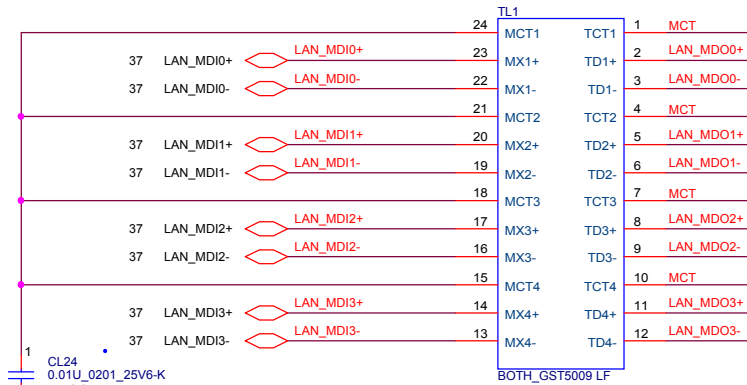 TL1
24 MCT1 TCT1 1 MCT
37 LAN_MDI0+ LAN_MDI0+ 23 MX1+ TD1+ 2 LAN_MDO0+
37 LAN_MDI0- LAN_MDI0- 22 MX1- TD1- 3 LAN_MDO0-
21 MCT2 TCT2 4 MCT
37 LAN_MDI1+ LAN_MDI1+ 20 MX2+ TD2+ 5 LAN_MDO1+
37 LAN_MDI1- LAN_MDI1- 19 MX2- TD2- 6 LAN_MDO1-
18 MCT3 TCT3 7 MCT
37 LAN_MDI2+ LAN_MDI2+ 17 MX3+ TD3+ 8 LAN_MDO2+
37 LAN_MDI2- LAN_MDI2- 16 MX3- TD3- 9 LAN_MDO2-
15 MCT4 TCT4 10 MCT
37 LAN_MDI3+ LAN_MDI3+ 14 MX4+ TD4+ 11 LAN_MDO3+
37 LAN_MDI3- LAN_MDI3- 13 MX4- TD4- 12 LAN_MDO3-
1
CL24
0.01U_0201_25V6-K
BOTH_GST5009 LF